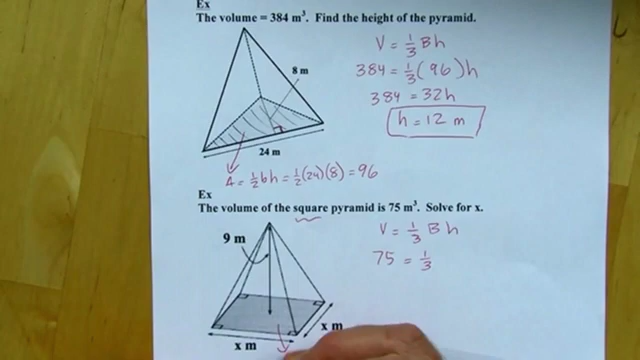 Ex
The volume = 384 m³. Find the height of the pyramid.
8 m
24 m
V = 1/3 Bh
384 = 1/3(96)h
384 = 32h
h = 12 m
A = 1/2 bh = 1/2(24)(8) = 96
Ex
The volume of the square pyramid is 75 m³. Solve for x.
9 m
x m
x m
V = 1/3 B h
75 = 1/3